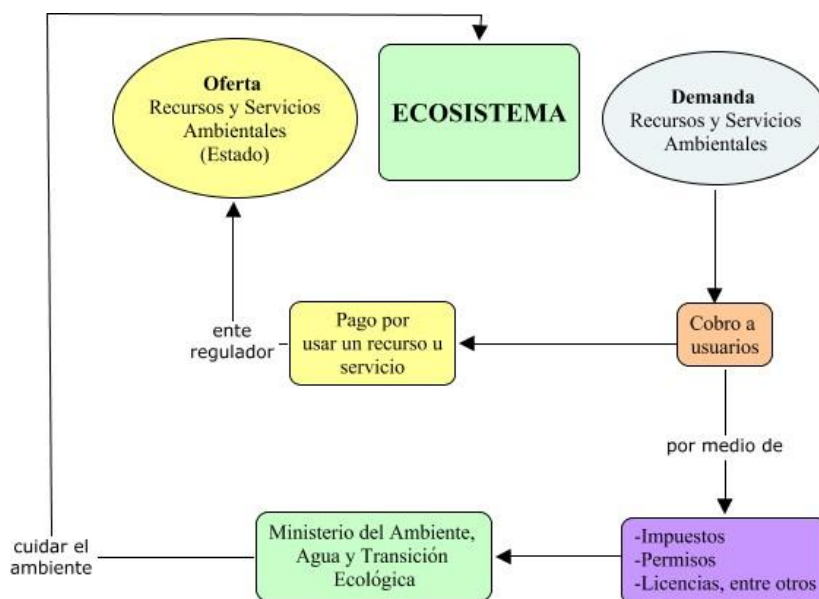 Oferta
Recursos y Servicios
Ambientales
(Estado)
ECOSISTEMA
Demanda
Recursos y Servicios
Ambientales
ente
regulador
Pago por
usar un recurso u
servicio
Cobro a
usuarios
por medio de
cuidar el
ambiente
Ministerio del Ambiente,
Agua y Transición
Ecológica
-Impuestos
-Permisos
-Licencias, entre otros